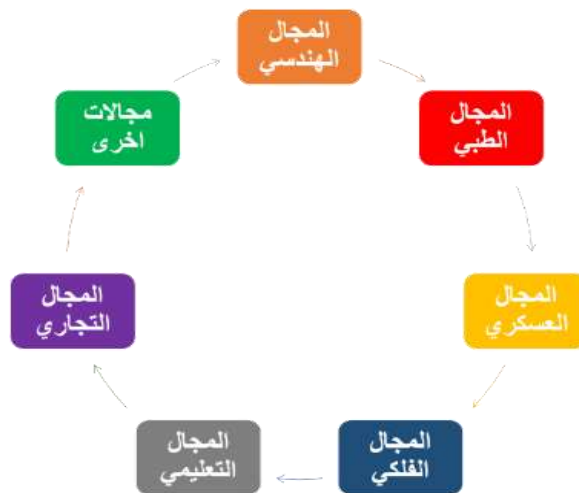 المجال
الهندسي
المجال
الطبي
المجال
العسكري
المجال
الفلكي
المجال
التعليمي
المجال
التجاري
مجالات
اخرى